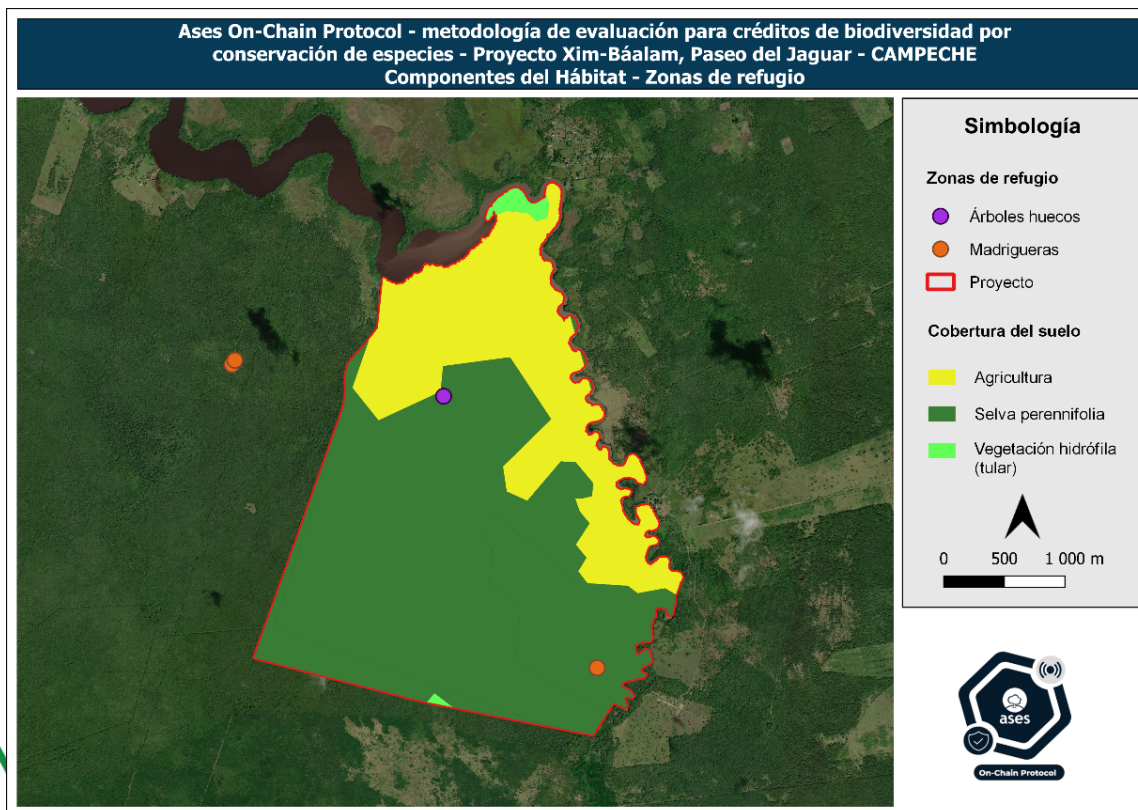 Ases On-Chain Protocol - metodología de evaluación para créditos de biodiversidad por
conservación de especies - Proyecto Xim-Báalam, Paseo del Jaguar - CAMPECHE
Componentes del Hábitat - Zonas de refugio
Simbología
Zonas de refugio
Árboles huecos
Madrigueras
Proyecto
Cobertura del suelo
Agricultura
Selva perennifolia
Vegetación hidrófila
(tular)
0 500 1 000 m
ases
On-Chain Protocol